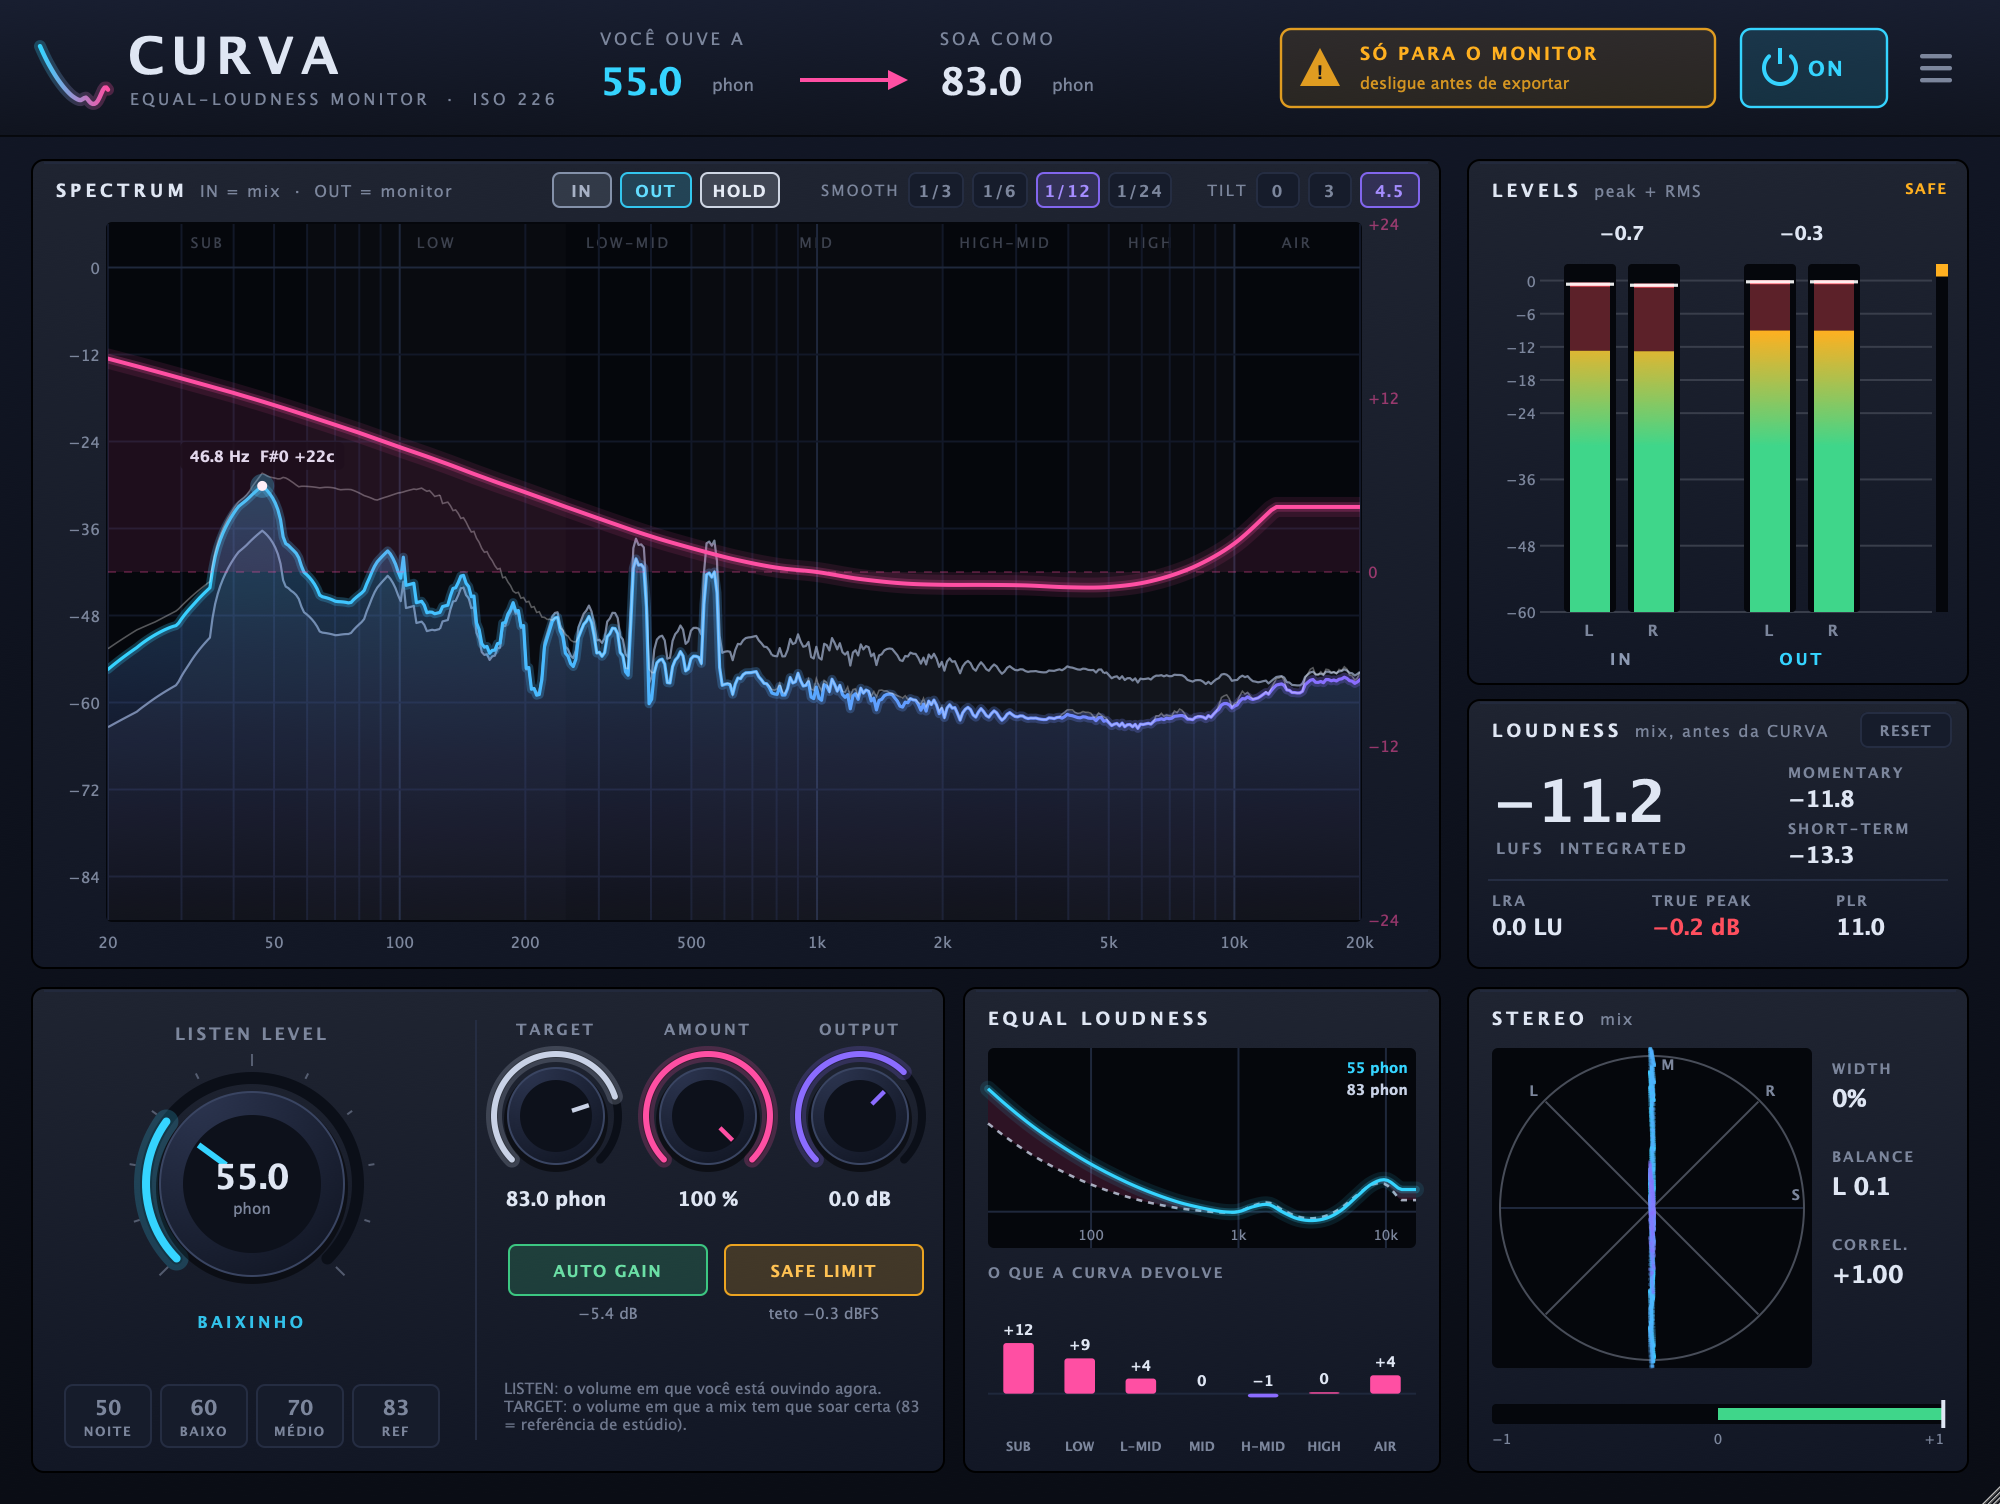 CURVA
EQUAL-LOUDNESS MONITOR · ISO 226
VOCÊ OUVE A
55.0 phon
SOA COMO
83.0 phon
SÓ PARA O MONITOR
desligue antes de exportar
ON
SPECTRUM IN = mix · OUT = monitor
IN OUT HOLD
SMOOTH 1/3 1/6 1/12 1/24
TILT 0 3 4.5
SUB LOW LOW-MID MID HIGH-MID HIGH AIR
0
−12
−24
−36
−48
−60
−72
−84
+24
+12
0
−12
−24
46.8 Hz F#0 +22c
20 50 100 200 500 1k 2k 5k 10k 20k
LEVELS peak + RMS
SAFE
−0.7 −0.3
0
−6
−12
−18
−24
−36
−48
−60
L R L R
IN OUT
LOUDNESS mix, antes da CURVA
RESET
−11.2
LUFS INTEGRATED
MOMENTARY
−11.8
SHORT-TERM
−13.3
LRA TRUE PEAK PLR
0.0 LU −0.2 dB 11.0
LISTEN LEVEL
55.0
phon
BAIXINHO
50 60 70 83
NOITE BAIXO MÉDIO REF
TARGET AMOUNT OUTPUT
83.0 phon 100 % 0.0 dB
AUTO GAIN SAFE LIMIT
−5.4 dB teto −0.3 dBFS
LISTEN: o volume em que você está ouvindo agora.
TARGET: o volume em que a mix tem que soar certa (83
= referência de estúdio).
EQUAL LOUDNESS
55 phon
83 phon
100 1k 10k
O QUE A CURVA DEVOLVE
+12 +9 +4 0 −1 0 +4
SUB LOW L-MID MID H-MID HIGH AIR
STEREO mix
L M R S
WIDTH
0%
BALANCE
L 0.1
CORREL.
+1.00
−1 0 +1